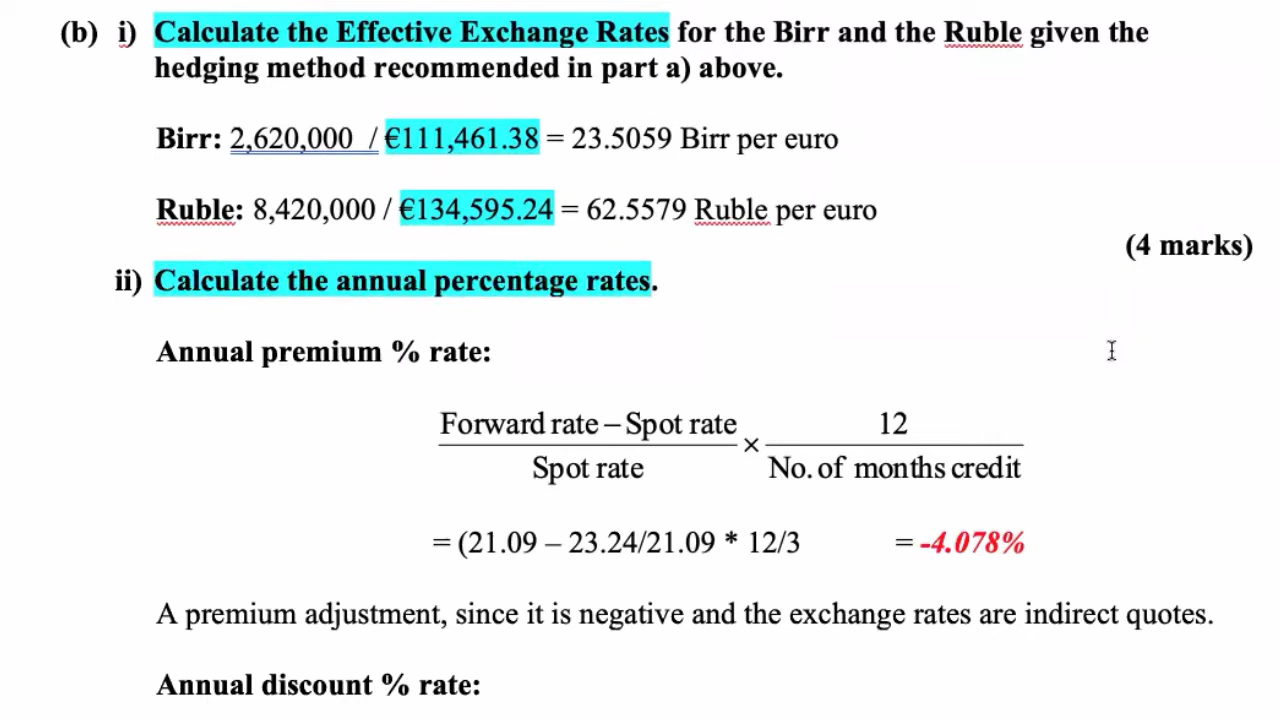 (b) i) Calculate the Effective Exchange Rates for the Birr and the Ruble given the
hedging method recommended in part a) above.
Birr: 2,620,000 / €111,461.38 = 23.5059 Birr per euro
Ruble: 8,420,000 / €134,595.24 = 62.5579 Ruble per euro
(4 marks)
ii) Calculate the annual percentage rates.
Annual premium % rate:
Forward rate – Spot rate
Spot rate
×
12
No. of months credit
= (21.09 – 23.24/21.09 * 12/3 = -4.078%
A premium adjustment, since it is negative and the exchange rates are indirect quotes.
Annual discount % rate: